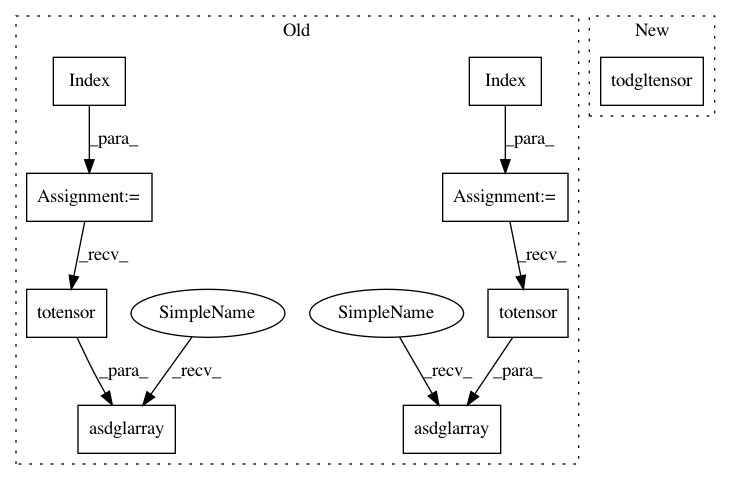 Old
New
Index
Index
todgltensor
_para_
_para_
Assignment:=
Assignment:=
_recv_
_recv_
totensor
SimpleName
SimpleName
totensor
_para_
_recv_
_recv_
_para_
asdglarray
asdglarray